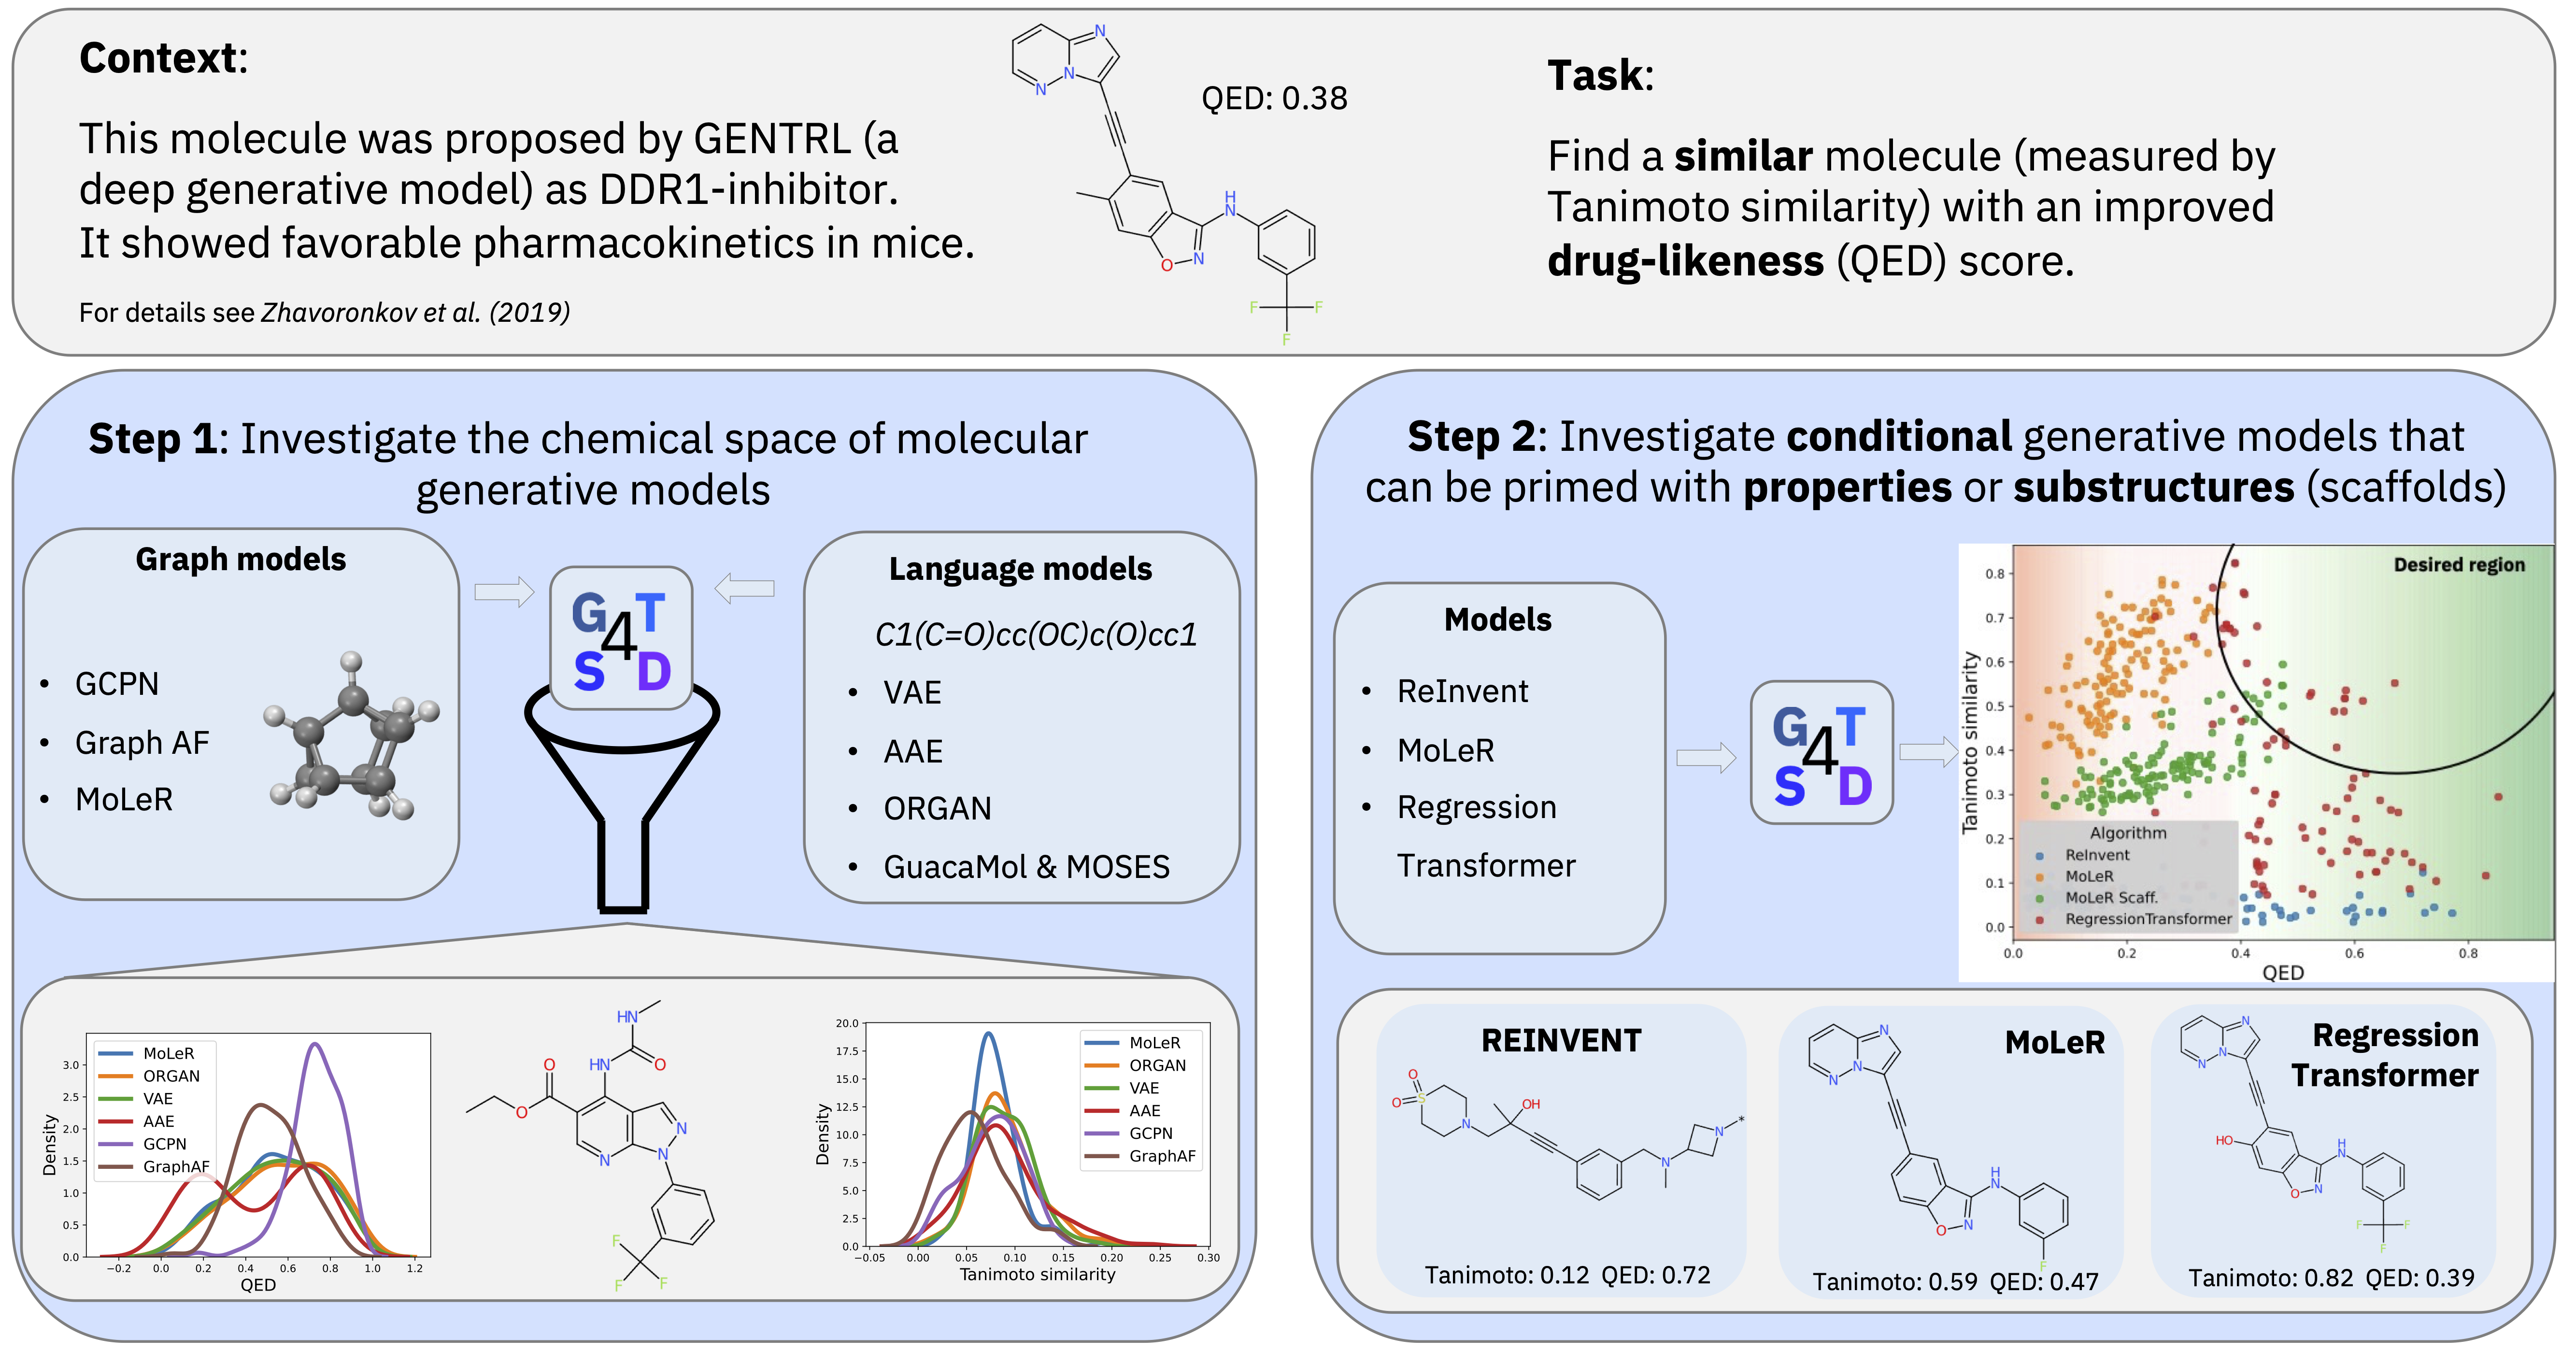 Context:
This molecule was proposed by GENTRL (a
deep generative model) as DDR1-inhibitor.
It showed favorable pharmacokinetics in mice.
For details see Zhavoronkov et al. (2019)
N
N
N
QED: 0.38
H
N
O
N
F
F
F
Task:
Find a similar molecule (measured by
Tanimoto similarity) with an improved
drug-likeness (QED) score.
Step 1: Investigate the chemical space of molecular
generative models
Graph models
• GCPN
• Graph AF
• MoLeR
G T
4
S D
Language models
C1(C=O)cc(OC)c(O)cc1
• VAE
• AAE
• ORGAN
• GuacaMol & MOSES
MoLeR
ORGAN
VAE
AAE
GCPN
GraphAF
Density
3.0
2.5
2.0
1.5
1.0
0.5
0.0
−0.2 0.0 0.2 0.4 0.6 0.8 1.0 1.2
QED
HN
O
HN
O
O
N
N
N
F
F
F
Density
20.0
17.5
15.0
12.5
10.0
7.5
5.0
2.5
0.0
−0.05 0.00 0.05 0.10 0.15 0.20 0.25 0.30
Tanimoto similarity
MoLeR
ORGAN
VAE
AAE
GCPN
GraphAF
Step 2: Investigate conditional generative models that
can be primed with properties or substructures (scaffolds)
Models
• ReInvent
• MoLeR
• Regression
Transformer
G T
4
S D
Desired region
Tanimoto similarity
0.8
0.7
0.6
0.5
0.4
0.3
0.2
0.1
0.0
Algorithm
ReInvent
MoLeR
MoLeR Scaff.
RegressionTransformer
0.0 0.2 0.4 0.6 0.8
QED
REINVENT
O
O
S
N
OH
N
N
*
Tanimoto: 0.12 QED: 0.72
MoLeR
N
N
N
H
N
O
N
F
Tanimoto: 0.59 QED: 0.47
Regression
Transformer
N
N
N
HO
H
N
O
N
F
F
F
Tanimoto: 0.82 QED: 0.39